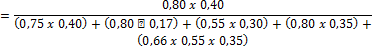 0,80 x 0,40
=
(0,75 x 0,40) + (0,80 ⍰ 0,17) + (0,55 x 0,30) + (0,80 x 0,35) +
(0,66 x 0,55 x 0,35)